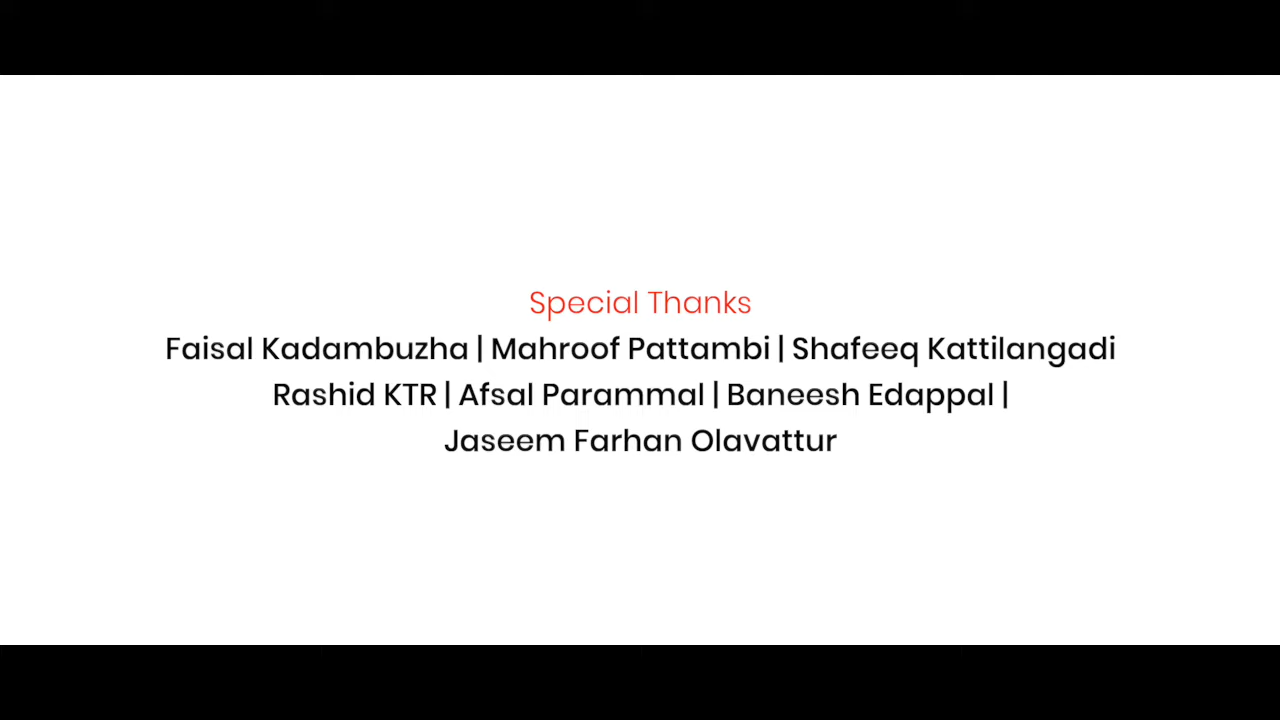 Special Thanks
Faisal Kadambuzha | Mahroof Pattambi | Shafeeq Kattilangadi
Rashid KTR | Afsal Parammal | Baneesh Edappal |
Jaseem Farhan Olavattur